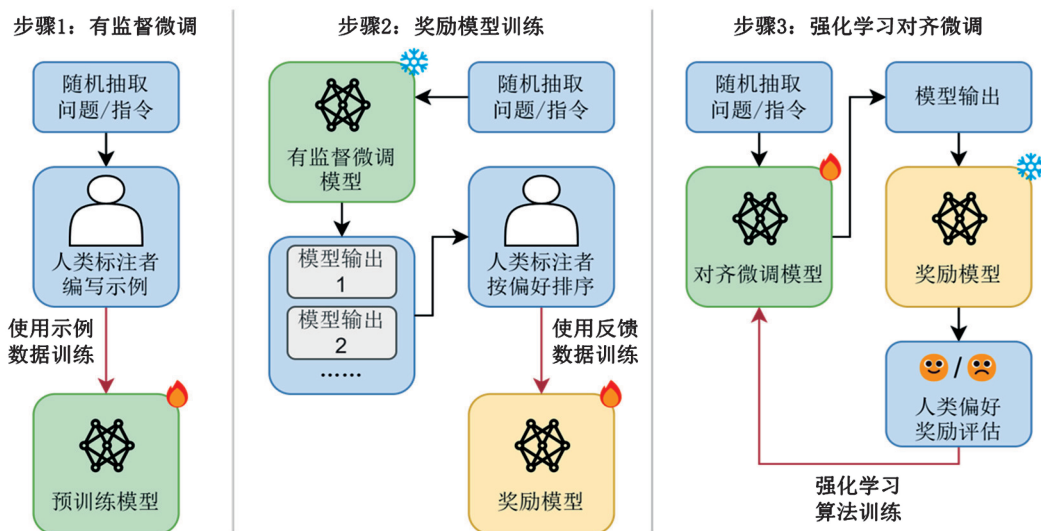 步骤1：有监督微调
随机抽取
问题/指令
人类标注者
编写示例
使用示例
数据训练
预训练模型
步骤2：奖励模型训练
有监督微调
模型
随机抽取
问题/指令
模型输出
1
模型输出
2
……
人类标注者
按偏好排序
使用反馈
数据训练
奖励模型
步骤3：强化学习对齐微调
随机抽取
问题/指令
模型输出
对齐微调模型
奖励模型
/
人类偏好
奖励评估
强化学习
算法训练